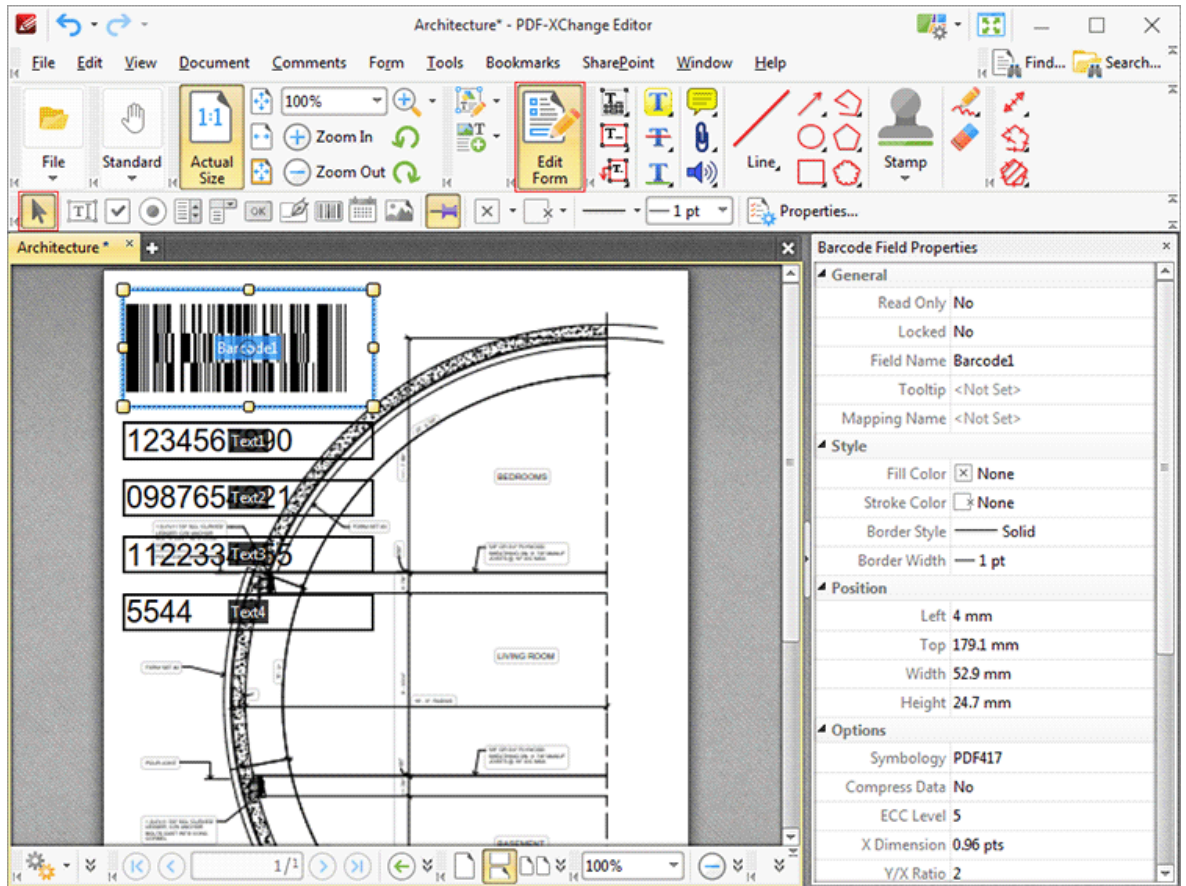 Architecture* - PDF-XChange Editor
File Edit View Document Comments Form Tools Bookmarks SharePoint Window Help Find... Search...
1:1 100% T Edit Form
Zoom In
File Standard Actual Size Zoom Out Line Stamp
OK 1 pt Properties...
Architecture *
Barcode Field Properties
General
Read Only No
Locked No
Field Name Barcode1
Tooltip <Not Set>
Mapping Name <Not Set>
Style
Fill Color None
Stroke Color None
Border Style Solid
Border Width 1 pt
Position
Left 4 mm
Top 179.1 mm
Width 52.9 mm
Height 24.7 mm
Options
Symbology PDF417
Compress Data No
ECC Level 5
X Dimension 0.96 pts
Y/X Ratio 2
Barcode1
123456 Text1 90
098765 Text2 21
112233 Text3 55
5544 Text4
BEDROOMS
LIVING ROOM
BASEMENT
1/1 100%